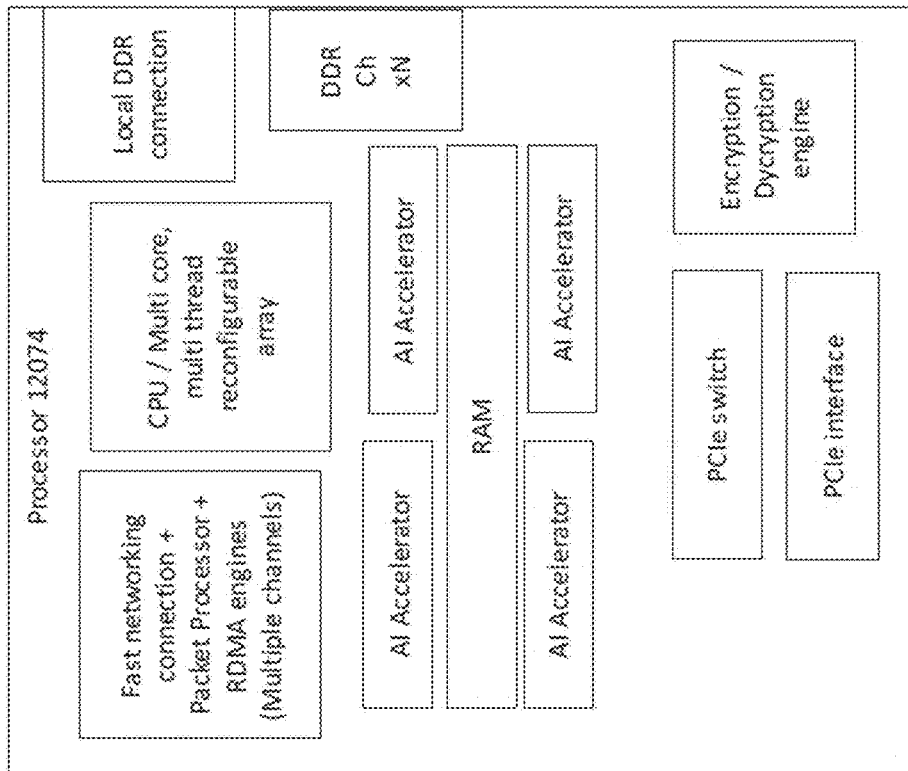 Processor 12074
Fast networking
connection +
Packet Processor +
RDMA engines
(Multiple channels)
CPU / Multi core,
multi thread
reconfigurable
array
Local DDR
connection
DDR
Ch
xN
AI Accelerator
AI Accelerator
RAM
AI Accelerator
AI Accelerator
PCIe switch
PCIe interface
Encryption /
Dycryption
engine